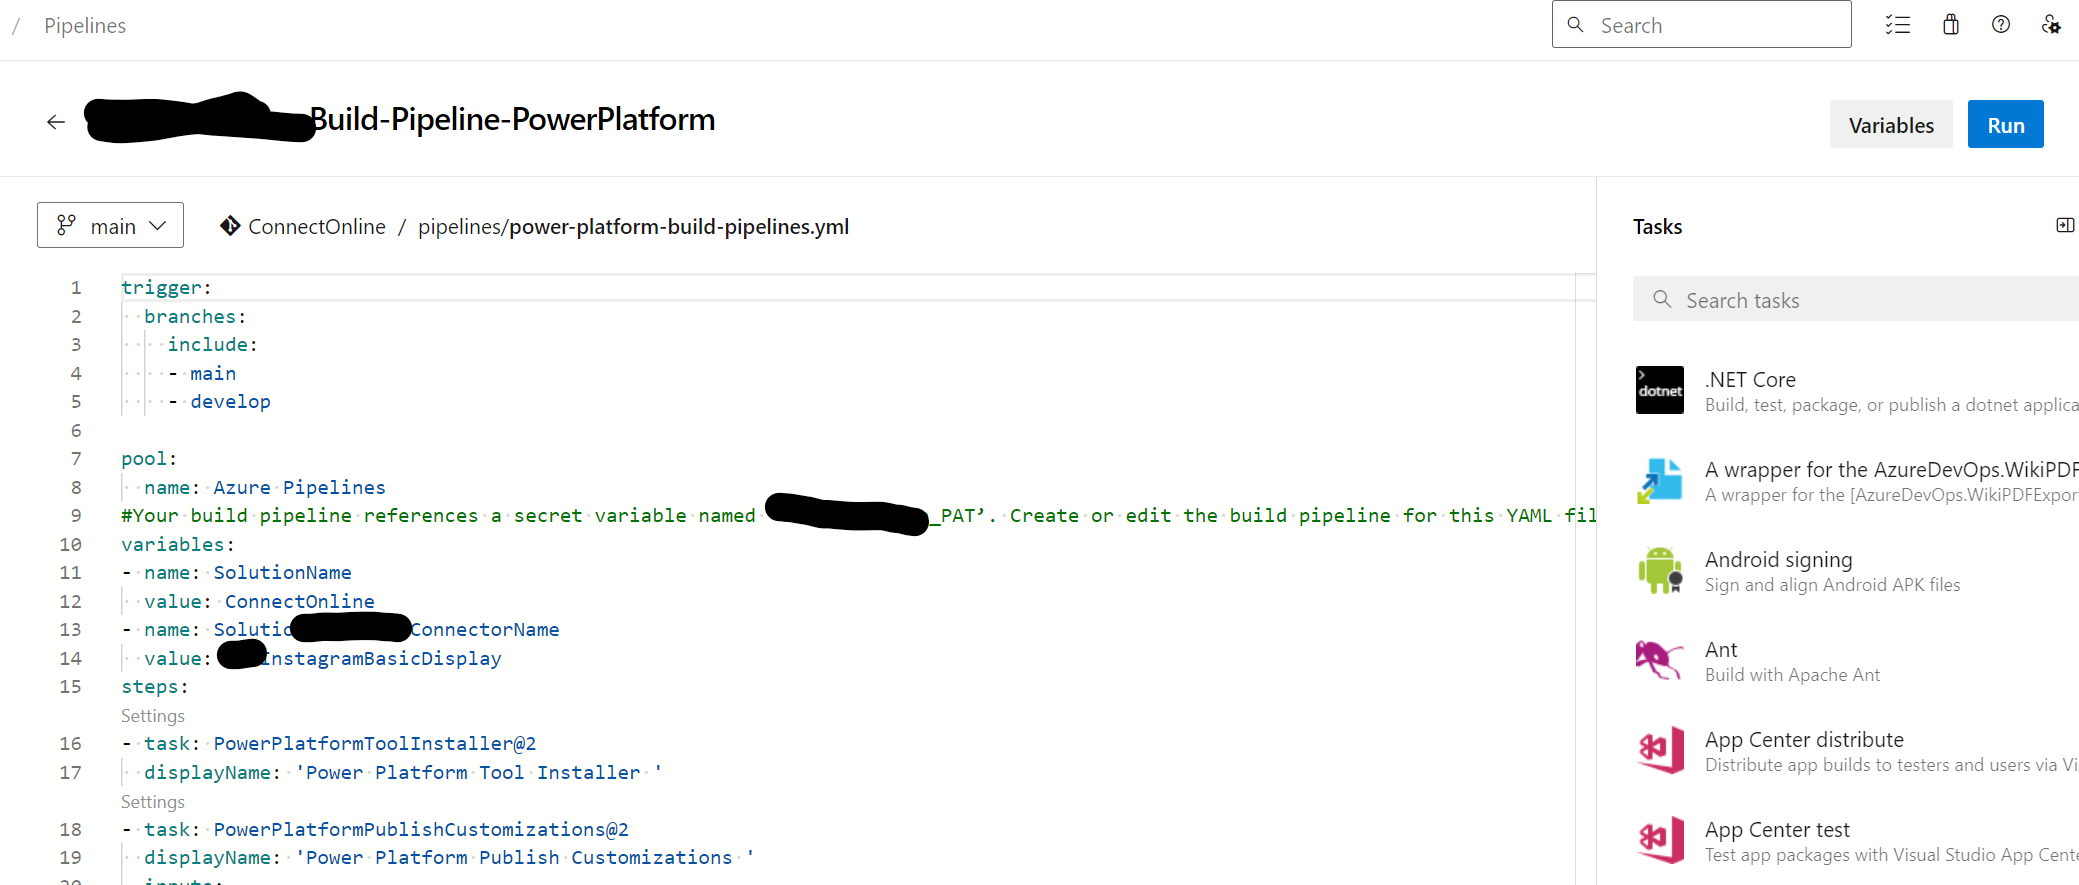 / Pipelines
Search
Build-Pipeline-PowerPlatform
Variables
Run
main
ConnectOnline / pipelines/power-platform-build-pipelines.yml
1 trigger:
2 branches:
3 include:
4 - main
5 - develop
6
7 pool:
8 name: Azure Pipelines
9 #Your build pipeline references a secret variable named _PAT’. Create or edit the build pipeline for this YAML fil
10 variables:
11 - name: SolutionName
12 value: ConnectOnline
13 - name: Solutio ConnectorName
14 value: InstagramBasicDisplay
15 steps:
Settings
16 - task: PowerPlatformToolInstaller@2
17 displayName: 'Power Platform Tool Installer '
Settings
18 - task: PowerPlatformPublishCustomizations@2
19 displayName: 'Power Platform Publish Customizations '
20 inputs:
Tasks
Search tasks
dotnet
.NET Core
Build, test, package, or publish a dotnet applica
A wrapper for the AzureDevOps.WikiPDF
A wrapper for the [AzureDevOps.WikiPDFExpor
Android signing
Sign and align Android APK files
Ant
Build with Apache Ant
App Center distribute
Distribute app builds to testers and users via Vi
App Center test
Test app packages with Visual Studio App Cente